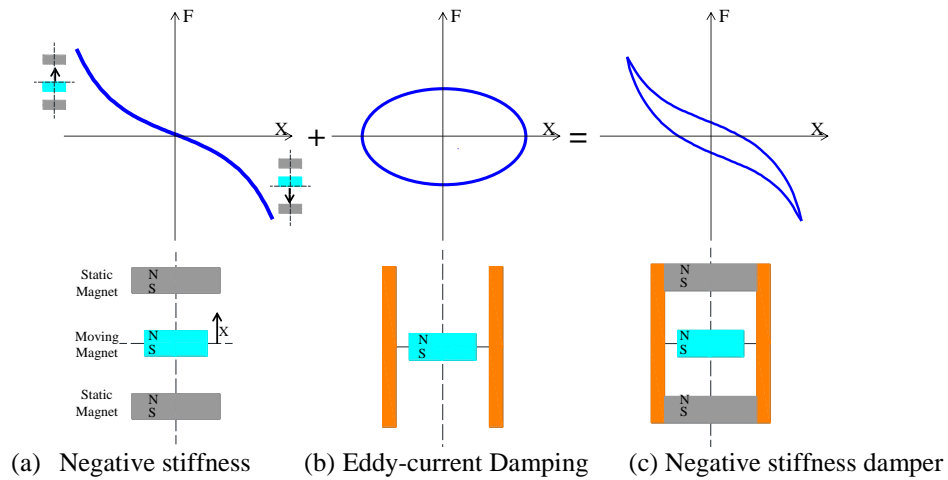 F
F
F
X
+
X
=
X
Static
Magnet
N
S
Moving
Magnet
N
S
X
Static
Magnet
N
S
N
S
N
S
N
S
N
S
(a) Negative stiffness
(b) Eddy-current Damping
(c) Negative stiffness damper